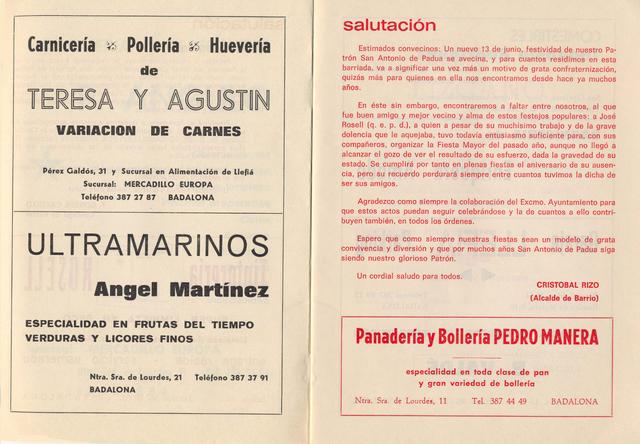 Carnicería Pollería Huevería
de
TERESA Y AGUSTIN
VARIACION DE CARNES
Pérez Galdós, 31 y Sucursal en Alimentación de Llefiá
Sucursal: MERCADILLO EUROPA
Teléfono 387 27 87 BADALONA
ULTRAMARINOS
Angel Martínez
ESPECIALIDAD EN FRUTAS DEL TIEMPO
VERDURAS Y LICORES FINOS
Ntra. Sra. de Lourdes, 21 Teléfono 387 37 91
BADALONA
salutación
Estimados convecinos: Un nuevo 13 de junio, festividad de nuestro Pa-
trón San Antonio de Padua se avecina, y para cuantos residimos en esta
barriada, va a significar una vez más un motivo de grata confraternización,
quizás más para quienes en ella nos encontramos desde hace ya muchos
años.
En éste sin embargo, encontraremos a faltar entre nosotros, al que
fue buen amigo y mejor vecino y alma de estos festejos populares: a José
Rosell (q. e. p. d.), a quien a pesar de su muchísimo trabajo y de la grave
dolencia que le aquejaba, tuvo todavía entusiasmo suficiente para, con sus
compañeros, organizar la Fiesta Mayor del pasado año, aunque no llegó a
alcanzar el gozo de ver el resultado de su esfuerzo, dada la gravedad de su
estado. Se cumplirá por tanto en plenas fiestas el aniversario de su ausen-
cia, pero su recuerdo perdurará siempre entre cuantos tuvimos la dicha de
ser sus amigos.
Agradezco como siempre la colaboración del Excmo. Ayuntamiento para
que estos actos puedan seguir celebrándose y la de cuantos a ello contri-
buyen también, en todos los órdenes.
Espero que como siempre nuestras fiestas sean un modelo de grata
convivencia y diversión y que por muchos años San Antonio de Padua siga
siendo nuestro glorioso Patrón.
Un cordial saludo para todos.
CRISTOBAL RIZO
(Alcalde de Barrio)
Panadería y Bollería PEDRO MANERA
especialidad en toda clase de pan
y gran variedad de bollería
Ntra. Sra. de Lourdes, 11 Tel. 387 44 49 BADALONA